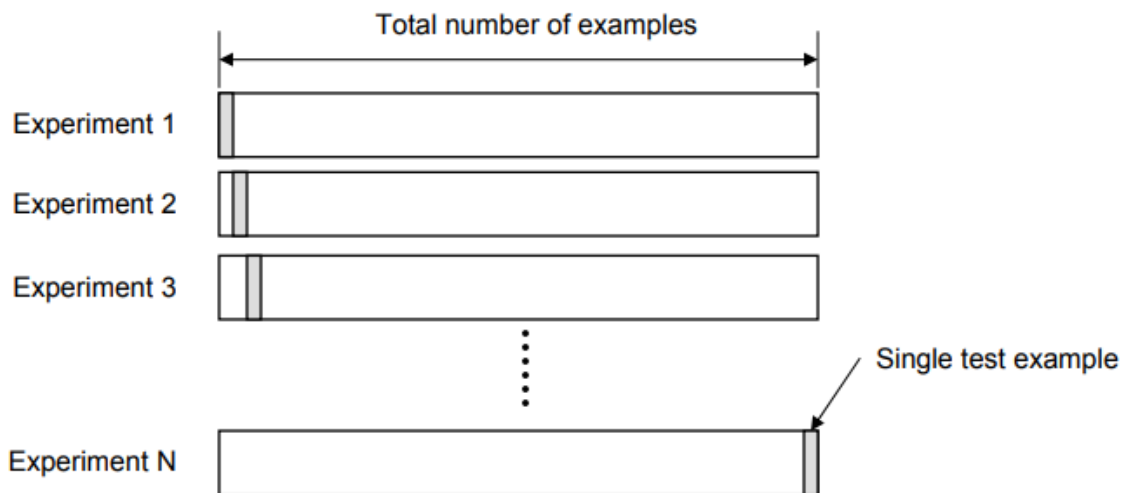 Total number of examples
Experiment 1
Experiment 2
Experiment 3
Single test example
Experiment N